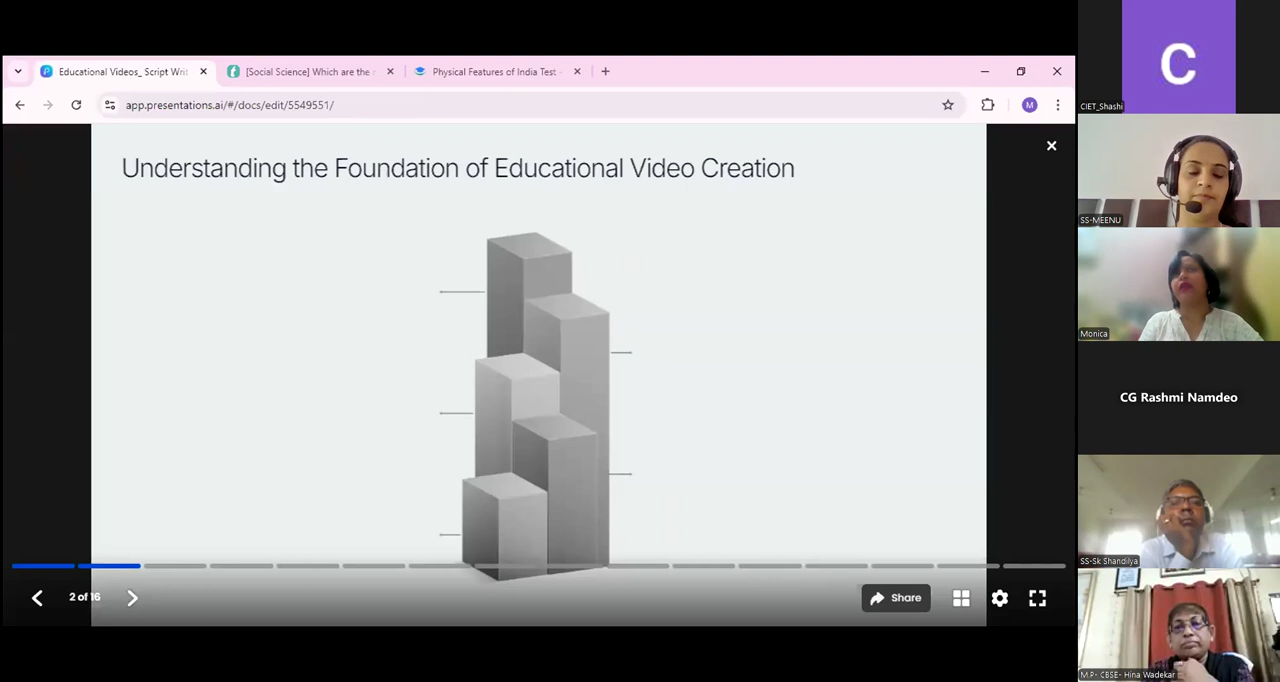 Educational Videos_ Script Writ
[Social Science] Which are the r
Physical Features of India Test -
app.presentations.ai/#/docs/edit/5549551/
M
Understanding the Foundation of Educational Video Creation
2 of 16
Share
C
CIET_Shashi
SS-MEENU
Monica
CG Rashmi Namdeo
SS-Sk Shandilya
M.P- CBSE- Hina Wadekar